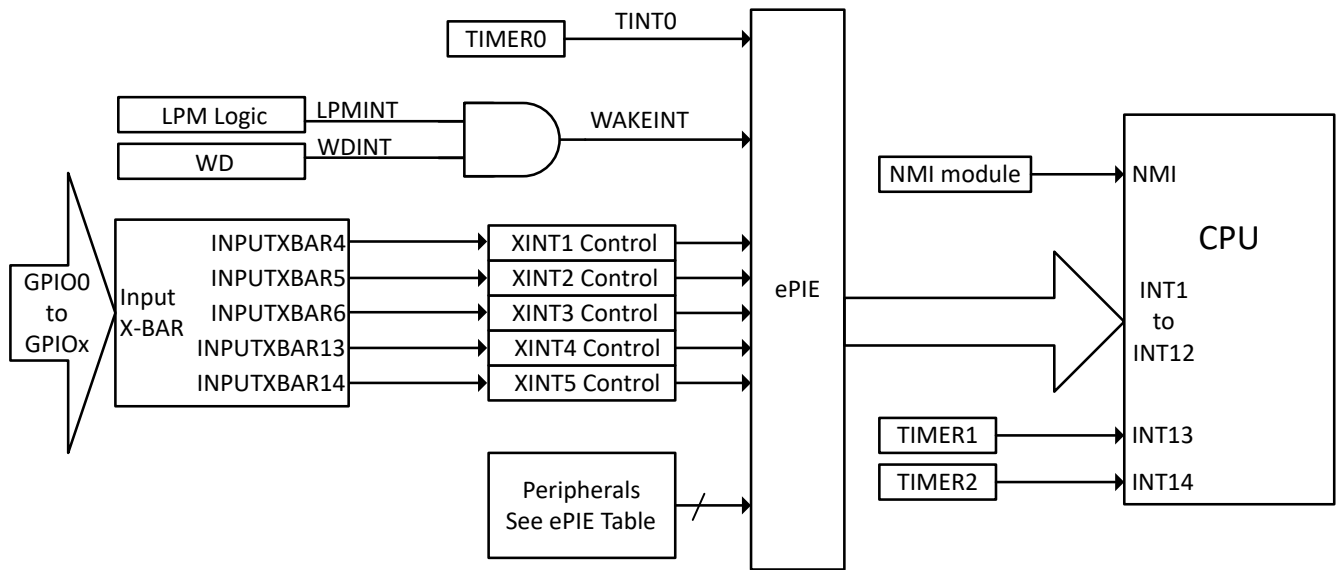 TINT0
TIMER0
LPM Logic
LPMINT
WAKEINT
WD
WDINT
NMI module
NMI
CPU
GPIO0
to
GPIOx
Input
X-BAR
INPUTXBAR4
INPUTXBAR5
INPUTXBAR6
INPUTXBAR13
INPUTXBAR14
XINT1 Control
XINT2 Control
XINT3 Control
XINT4 Control
XINT5 Control
ePIE
INT1
to
INT12
TIMER1
INT13
TIMER2
INT14
Peripherals
See ePIE Table